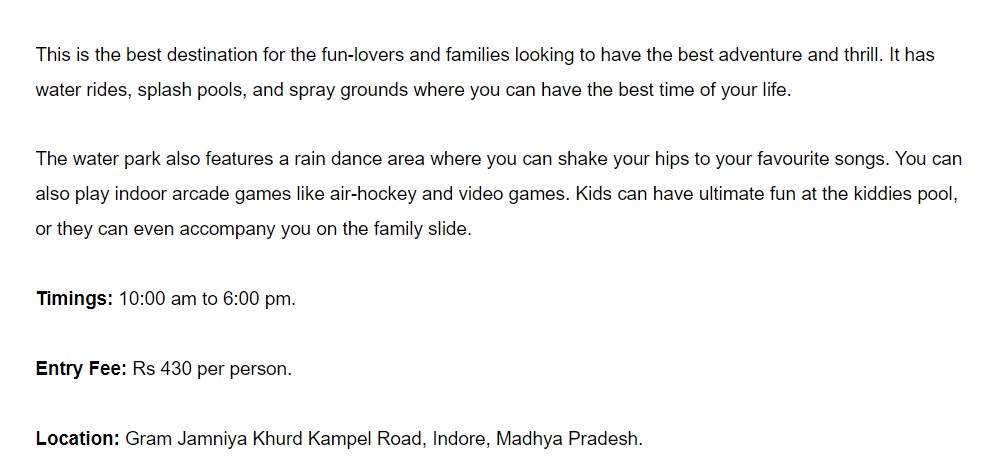 This is the best destination for the fun-lovers and families looking to have the best adventure and thrill. It has
water rides, splash pools, and spray grounds where you can have the best time of your life.
The water park also features a rain dance area where you can shake your hips to your favourite songs. You can
also play indoor arcade games like air-hockey and video games. Kids can have ultimate fun at the kiddies pool,
or they can even accompany you on the family slide.
Timings: 10:00 am to 6:00 pm.
Entry Fee: Rs 430 per person.
Location: Gram Jamniya Khurd Kampel Road, Indore, Madhya Pradesh.